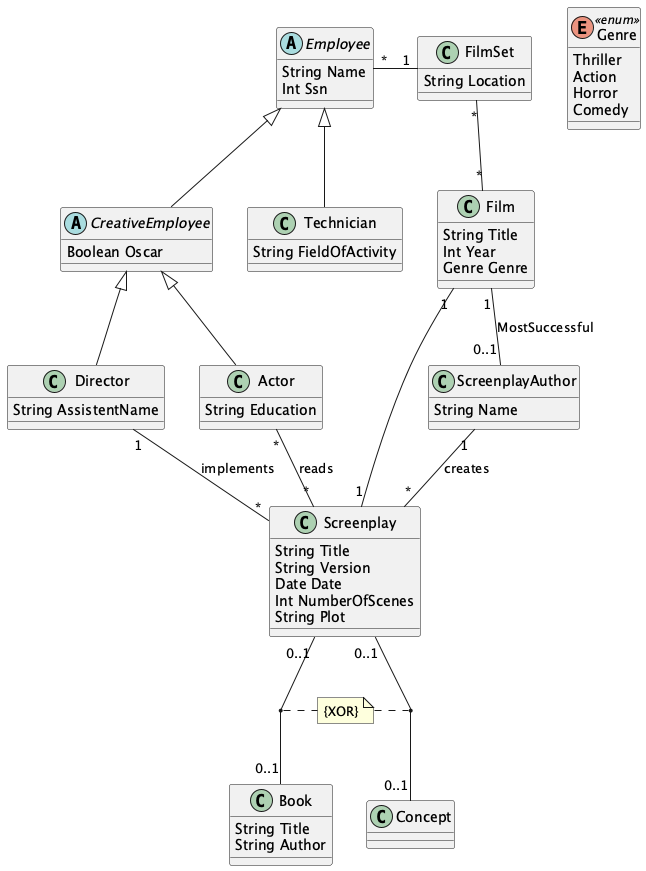 A Employee
String Name
Int Ssn
* 1
C FilmSet
String Location
E «enum»
Genre
Thriller
Action
Horror
Comedy
*
*
A CreativeEmployee
Boolean Oscar
C Technician
String FieldOfActivity
C Film
String Title
Int Year
Genre Genre
1
1
MostSuccessful
0..1
C Director
String AssistentName
C Actor
String Education
C ScreenplayAuthor
String Name
1
implements
*
*
reads
*
1
1
creates
*
C Screenplay
String Title
String Version
Date Date
Int NumberOfScenes
String Plot
0..1
0..1
{XOR}
0..1
0..1
C Book
String Title
String Author
C Concept